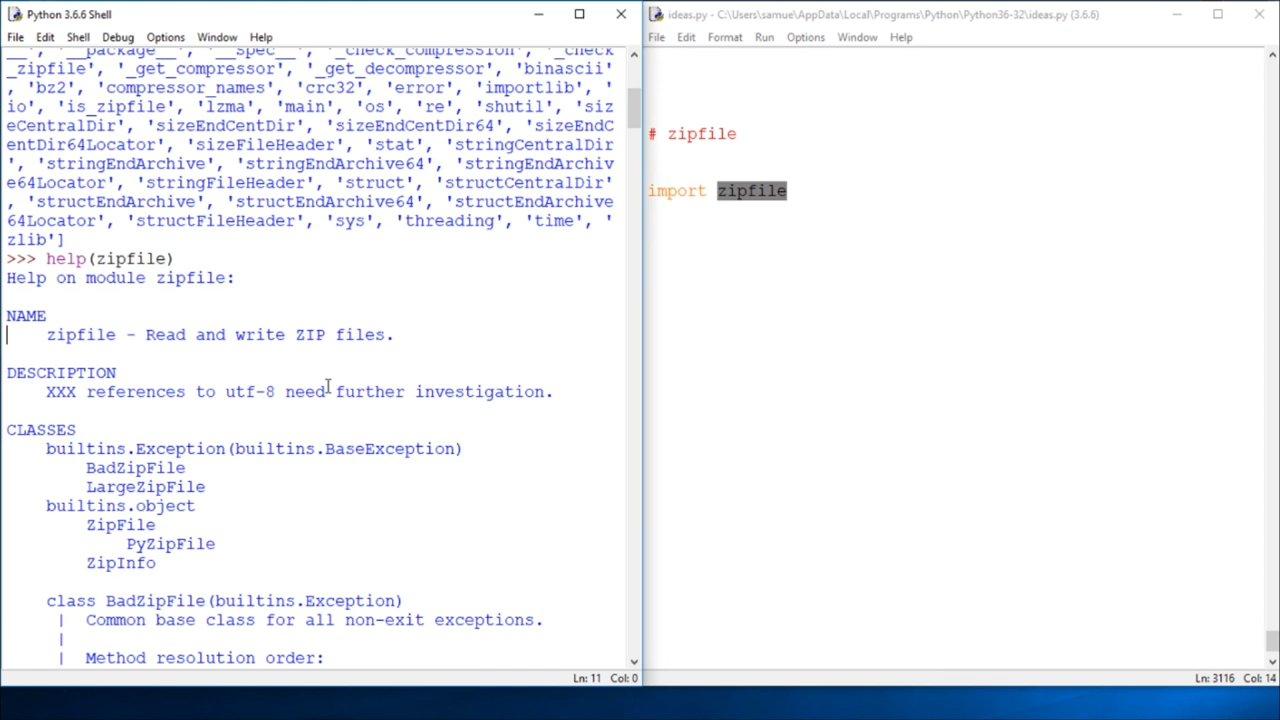 Python 3.6.6 Shell
File Edit Shell Debug Options Window Help
__', '__package__', '__spec__', '_check_compression', '_check
_zipfile', '_get_compressor', '_get_decompressor', 'binascii'
, 'bz2', 'compressor_names', 'crc32', 'error', 'importlib', '
io', 'is_zipfile', 'lzma', 'main', 'os', 're', 'shutil', 'siz
eCentralDir', 'sizeEndCentDir', 'sizeEndCentDir64', 'sizeEndC
entDir64Locator', 'sizeFileHeader', 'stat', 'stringCentralDir
', 'stringEndArchive', 'stringEndArchive64', 'stringEndArchiv
e64Locator', 'stringFileHeader', 'struct', 'structCentralDir'
, 'structEndArchive', 'structEndArchive64', 'structEndArchive
64Locator', 'structFileHeader', 'sys', 'threading', 'time', '
zlib']
>>> help(zipfile)
Help on module zipfile:
NAME
zipfile - Read and write ZIP files.
DESCRIPTION
XXX references to utf-8 need further investigation.
CLASSES
builtins.Exception(builtins.BaseException)
BadZipFile
LargeZipFile
builtins.object
ZipFile
PyZipFile
ZipInfo
class BadZipFile(builtins.Exception)
| Common base class for all non-exit exceptions.
|
| Method resolution order:
Ln: 11 Col: 0
ideas.py - C:\Users\samue\AppData\Local\Programs\Python\Python36-32\ideas.py (3.6.6)
File Edit Format Run Options Window Help
# zipfile
import zipfile
Ln: 3116 Col: 14